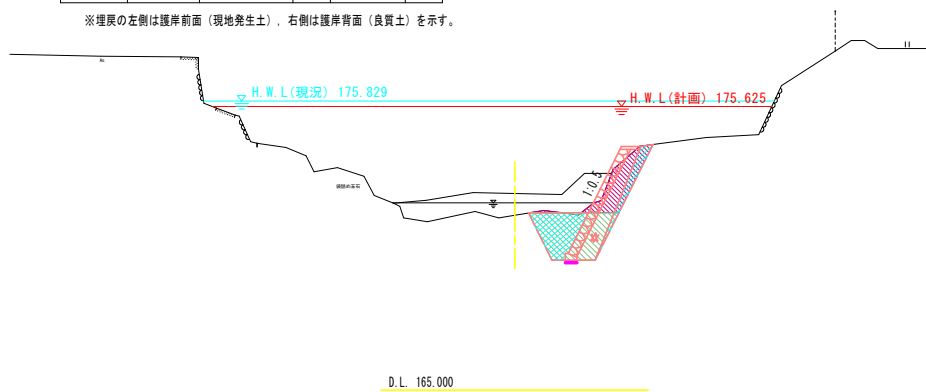 ※埋戻の左側は護岸前面（現地発生土），右側は護岸背面（良質土）を示す。
As
H.W.L(現況) 175.829
H.W.L(計画) 175.625
1:0.5
D.L. 165.000